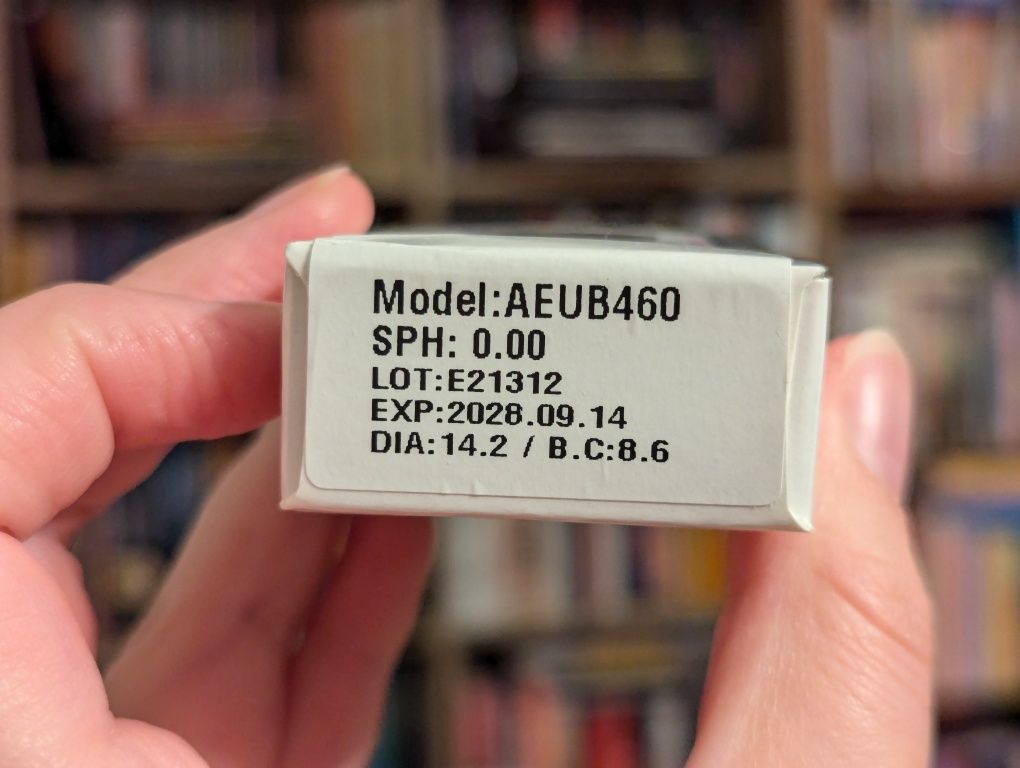 Model:AEUB460
SPH: 0.00
LOT:E21312
EXP:2028.09.14
DIA:14.2 / B.C:8.6